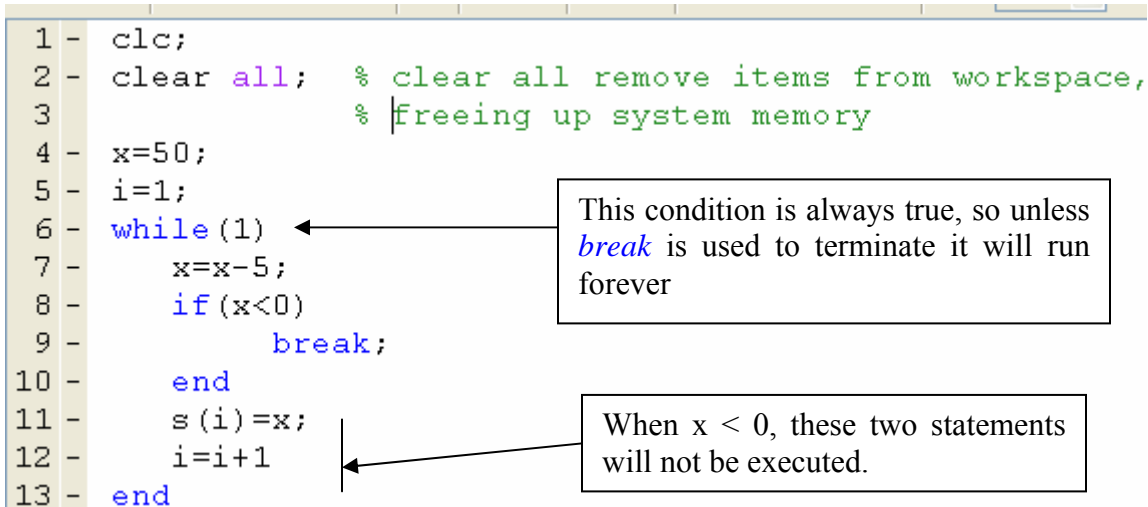 1 - clc;
2 - clear all; % clear all remove items from workspace,
3 % freeing up system memory
4 - x=50;
5 - i=1;
6 - while(1)
This condition is always true, so unless
break is used to terminate it will run
forever
7 - x=x-5;
8 - if(x<0)
9 - break;
10 - end
11 - s(i)=x;
12 - i=i+1
When x < 0, these two statements
will not be executed.
13 - end